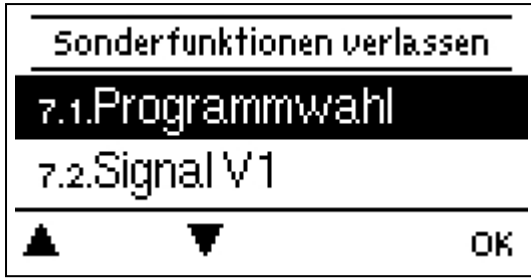 Sonderfunktionen verlassen
7.1.Programmwahl
7.2.Signal V1
OK